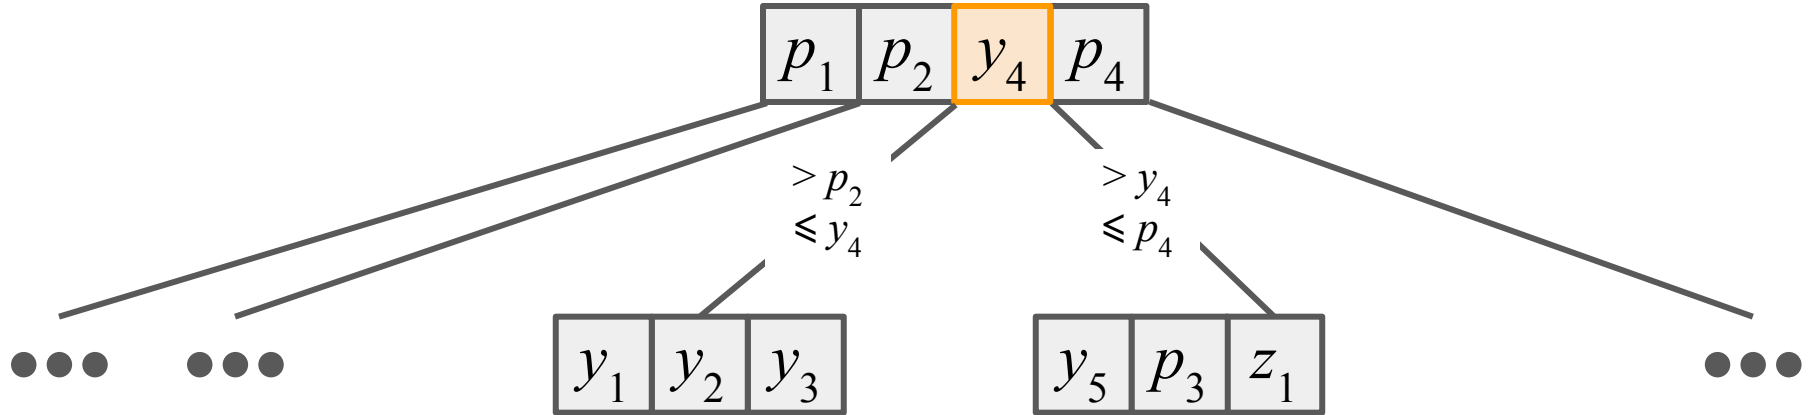 p1 p2 y4 p4
> p2
⩽ y4
> y4
⩽ p4
y1 y2 y3
y5 p3 z1